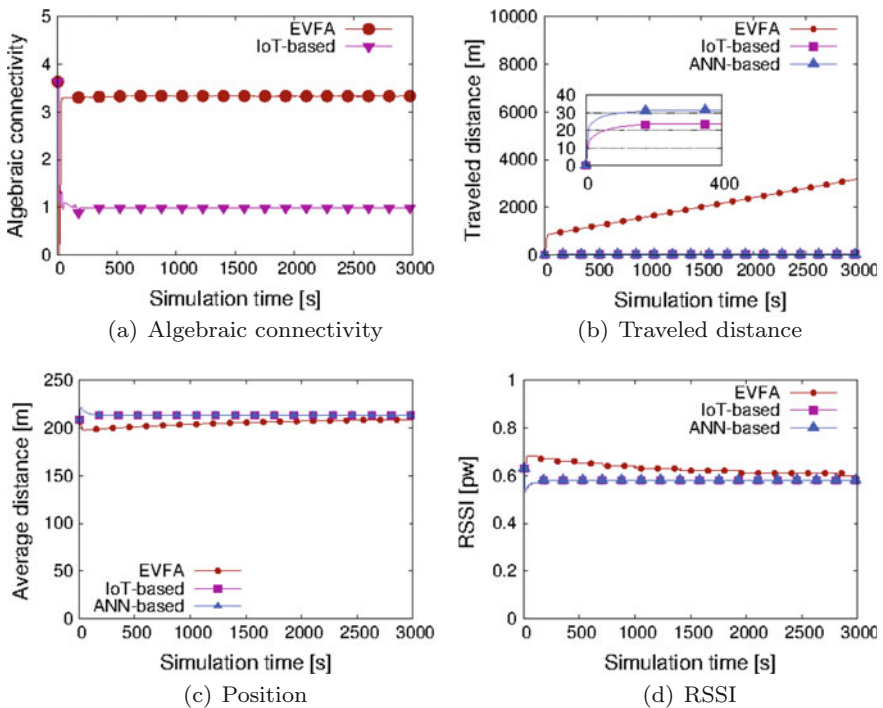 EVFA
IoT-based
5
4
3
2
1
0
0 500 1000 1500 2000 2500 3000
Algebraic connectivity
Simulation time [s]
(a) Algebraic connectivity
EVFA
IoT-based
ANN-based
10000
8000
6000
4000
2000
0
40
30
20
10
0
0 400
0 500 1000 1500 2000 2500 3000
Traveled distance [m]
Simulation time [s]
(b) Traveled distance
250
200
150
100
50
0
EVFA
IoT-based
ANN-based
0 500 1000 1500 2000 2500 3000
Average distance [m]
Simulation time [s]
(c) Position
EVFA
IoT-based
ANN-based
1
0.8
0.6
0.4
0.2
0
0 500 1000 1500 2000 2500 3000
RSSI [pw]
Simulation time [s]
(d) RSSI